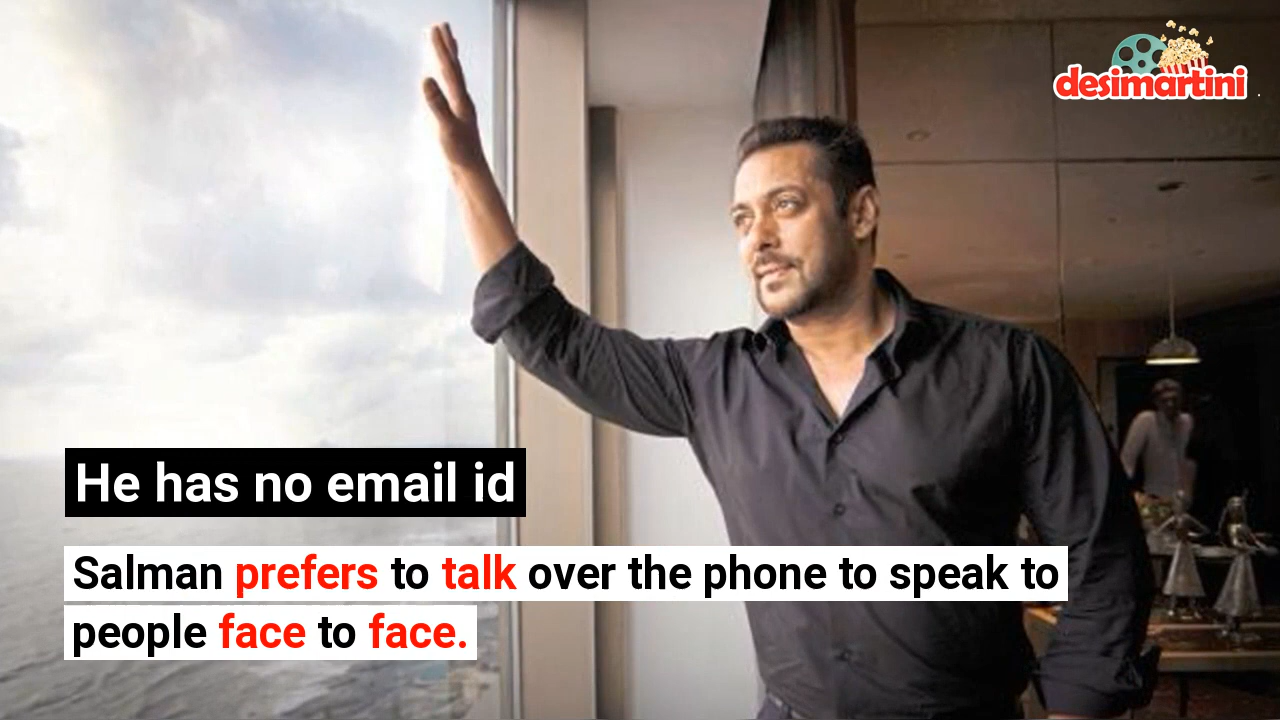 desimartini
He has no email id
Salman prefers to talk over the phone to speak to
people face to face.